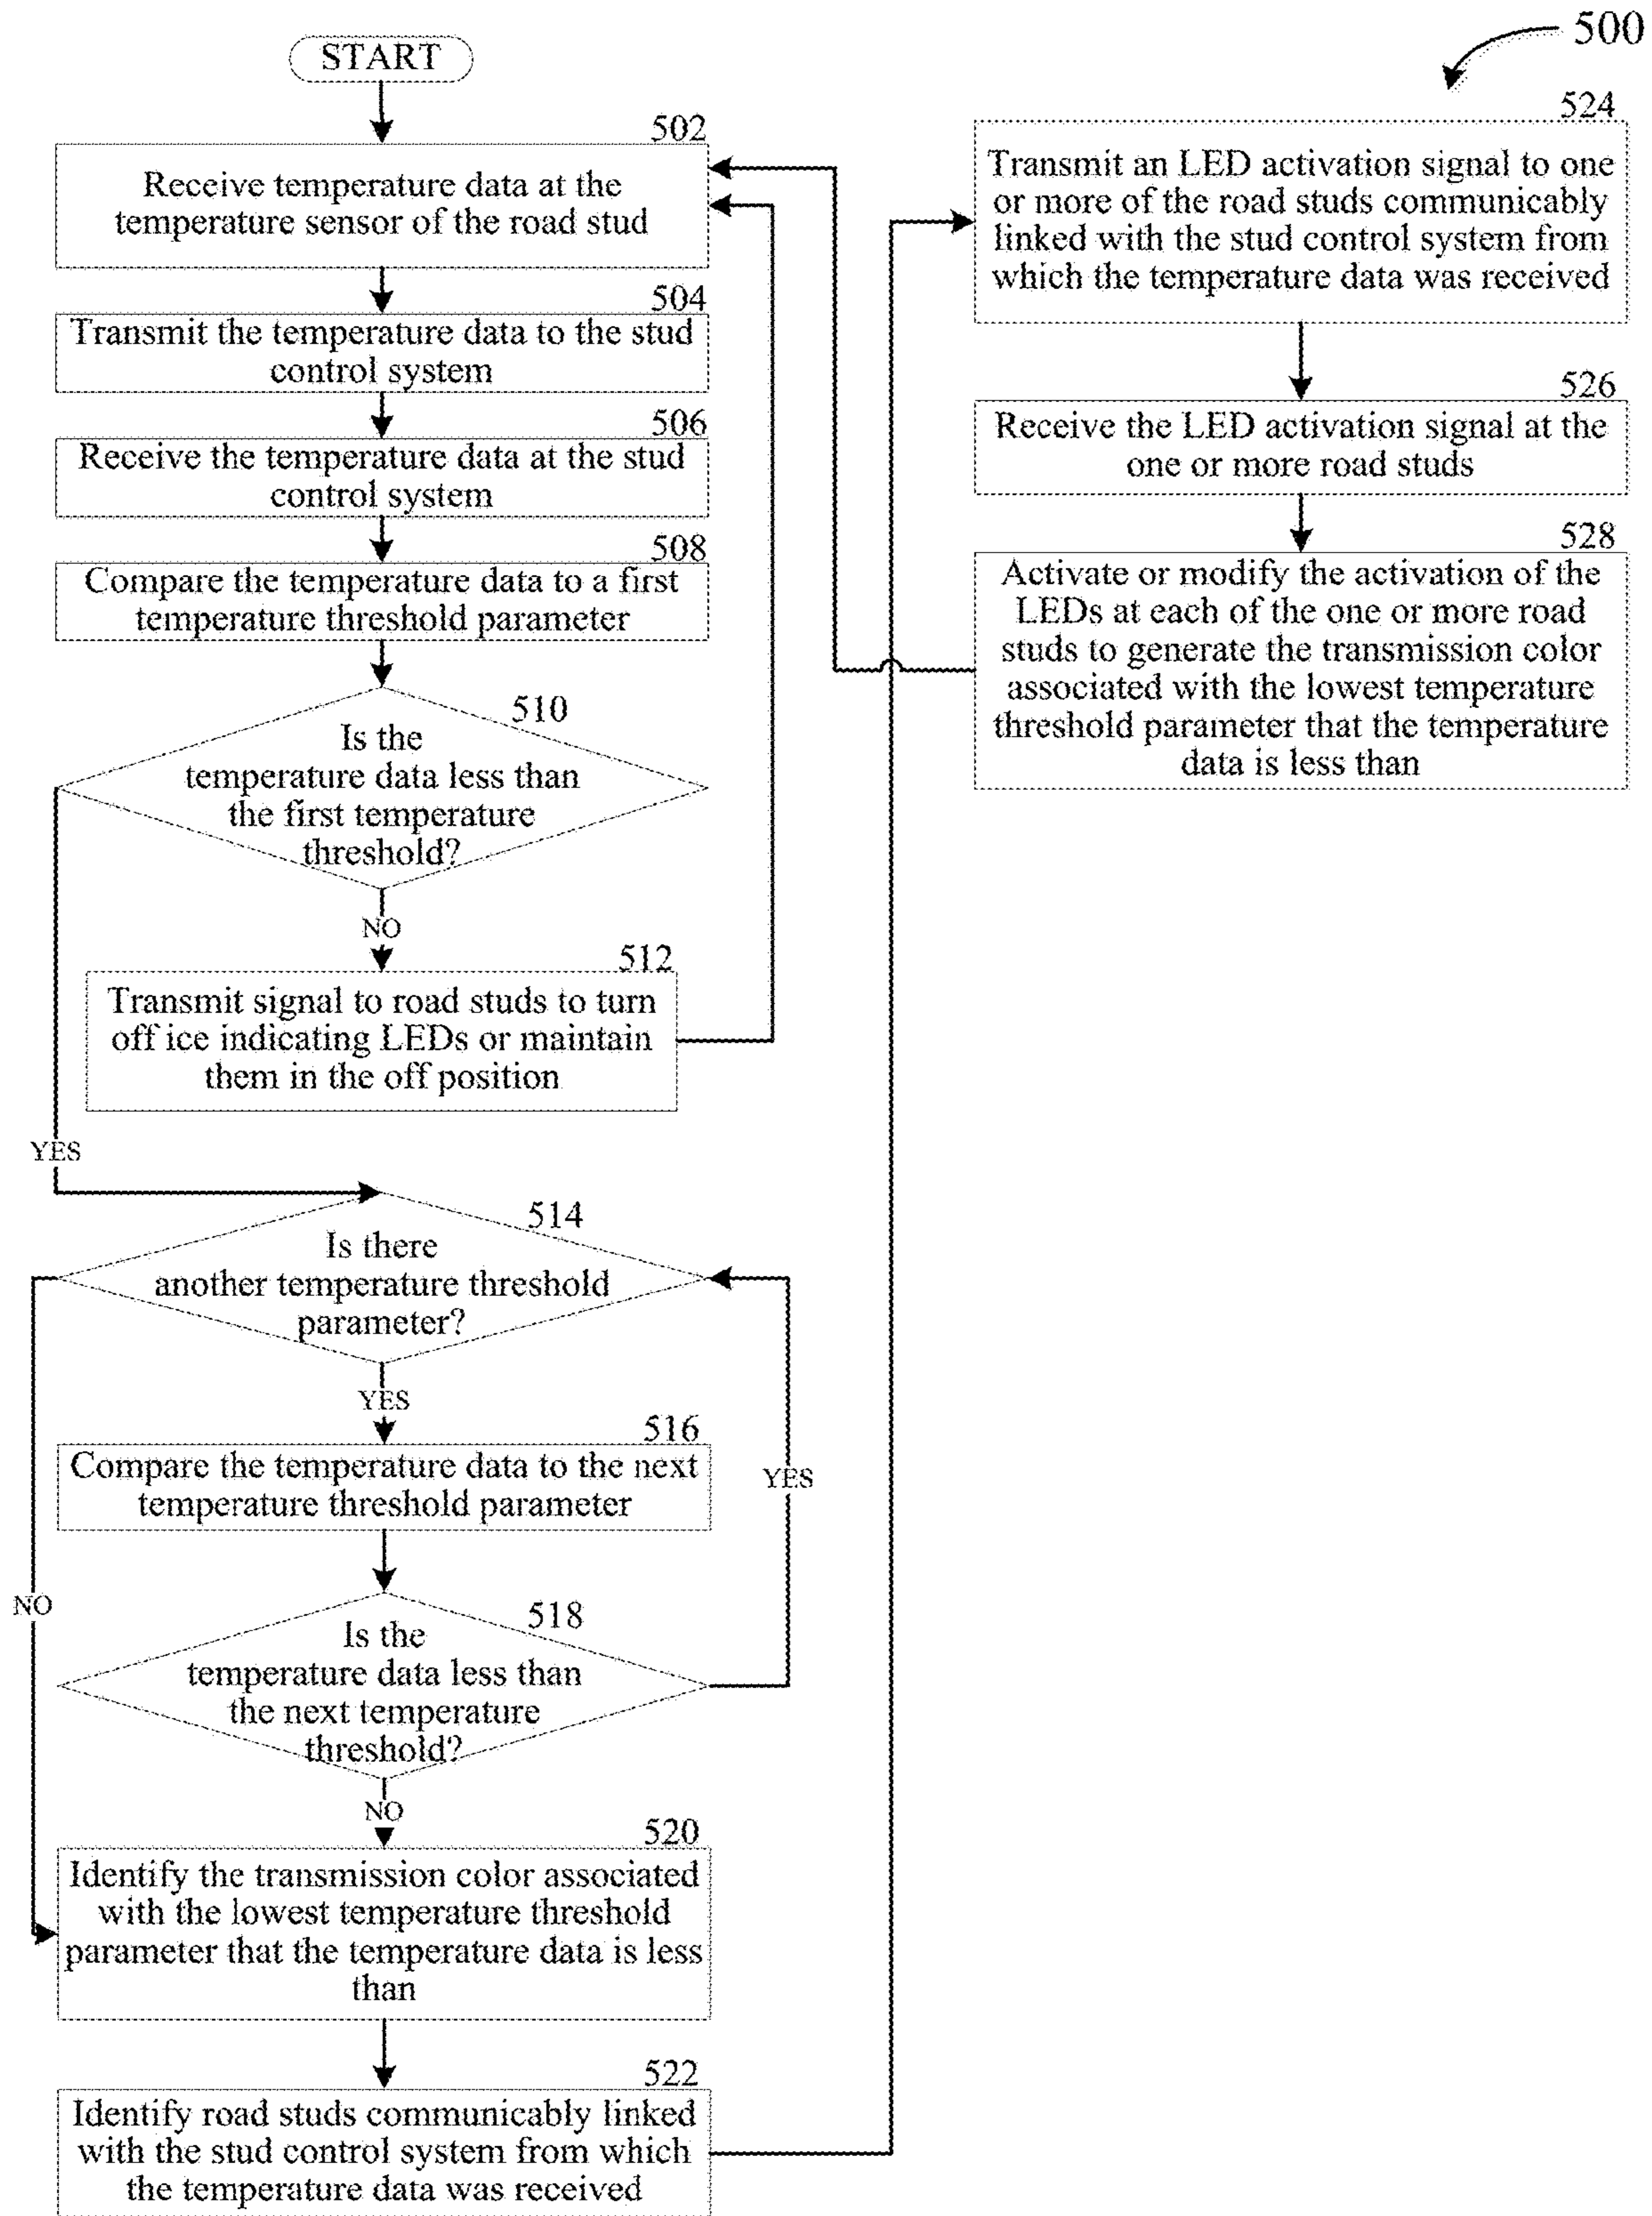 500
START
502
Receive temperature data at the
temperature sensor of the road stud
504
Transmit the temperature data to the stud
control system
506
Receive the temperature data at the stud
control system
508
Compare the temperature data to a first
temperature threshold parameter
510
Is the
temperature data less than
the first temperature
threshold?
NO
512
Transmit signal to road studs to turn
off ice indicating LEDs or maintain
them in the off position
YES
514
Is there
another temperature threshold
parameter?
YES
516
Compare the temperature data to the next
temperature threshold parameter
YES
518
Is the
temperature data less than
the next temperature
threshold?
NO
NO
520
Identify the transmission color associated
with the lowest temperature threshold
parameter that the temperature data is less
than
522
Identify road studs communicably linked
with the stud control system from which
the temperature data was received
524
Transmit an LED activation signal to one
or more of the road studs communicably
linked with the stud control system from
which the temperature data was received
526
Receive the LED activation signal at the
one or more road studs
528
Activate or modify the activation of the
LEDs at each of the one or more road
studs to generate the transmission color
associated with the lowest temperature
threshold parameter that the temperature
data is less than